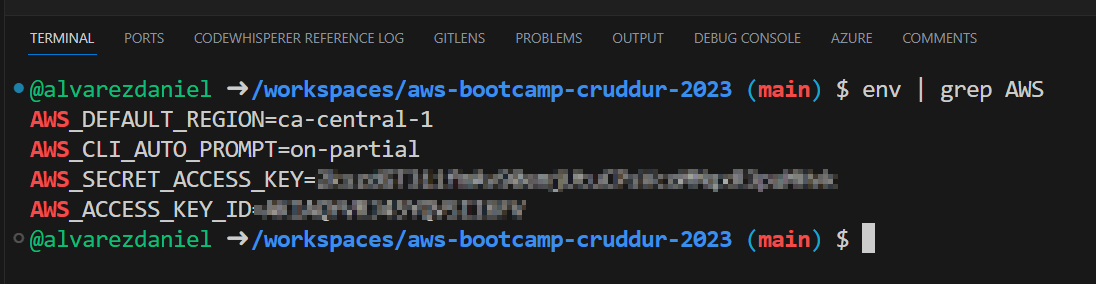 TERMINAL PORTS CODEWHISPERER REFERENCE LOG GITLENS PROBLEMS OUTPUT DEBUG CONSOLE AZURE COMMENTS
@alvarezdaniel ➜/workspaces/aws-bootcamp-cruddur-2023 (main) $ env | grep AWS
AWS_DEFAULT_REGION=ca-central-1
AWS_CLI_AUTO_PROMPT=on-partial
AWS_SECRET_ACCESS_KEY=
AWS_ACCESS_KEY_ID=
@alvarezdaniel ➜/workspaces/aws-bootcamp-cruddur-2023 (main) $